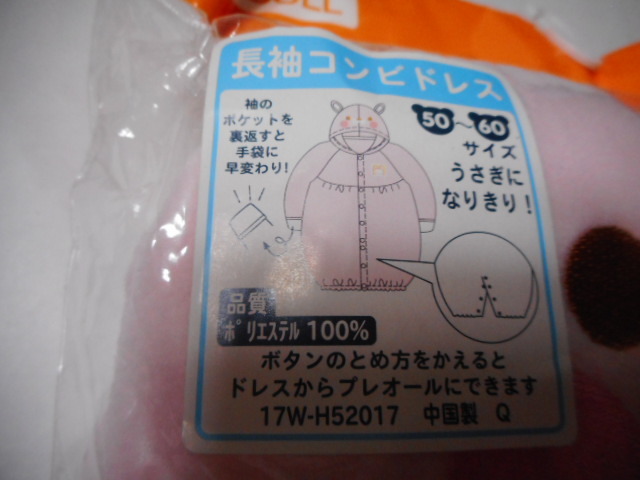 長袖コンビドレス
袖の
ポケットを
裏返すと
手袋に
早変わり!
50～60
サイズ
うさぎに
なりきり!
品質
ポリエステル 100%
ボタンのとめ方をかえると
ドレスからプレオールにできます
17W-H52017 中国製 Q